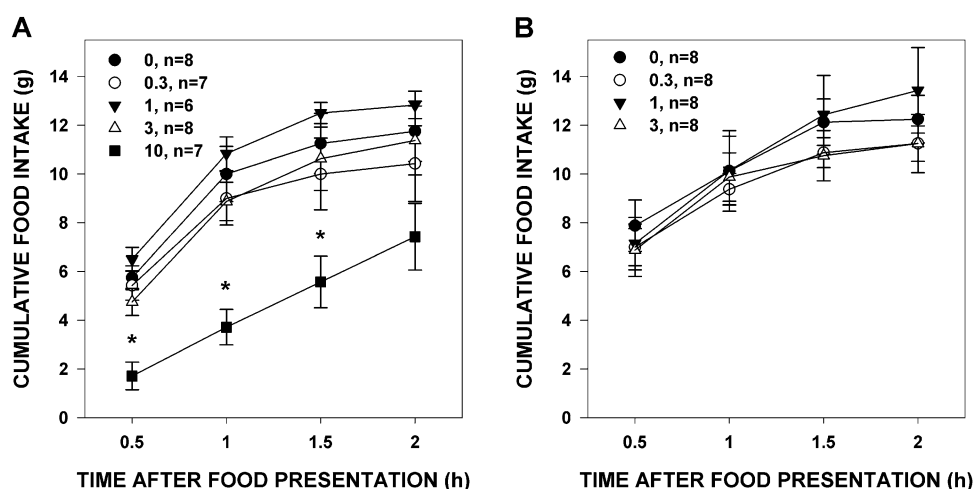 A
CUMULATIVE FOOD INTAKE (g)
14
12
10
8
6
4
2
0
0, n=8
0.3, n=7
1, n=6
3, n=8
10, n=7
*
*
*
0.5
1
1.5
2
TIME AFTER FOOD PRESENTATION (h)
B
CUMULATIVE FOOD INTAKE (g)
14
12
10
8
6
4
2
0
0, n=8
0.3, n=8
1, n=8
3, n=8
0.5
1
1.5
2
TIME AFTER FOOD PRESENTATION (h)